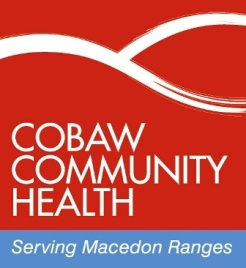 COBAW
COMMUNITY
HEALTH
Serving Macedon Ranges